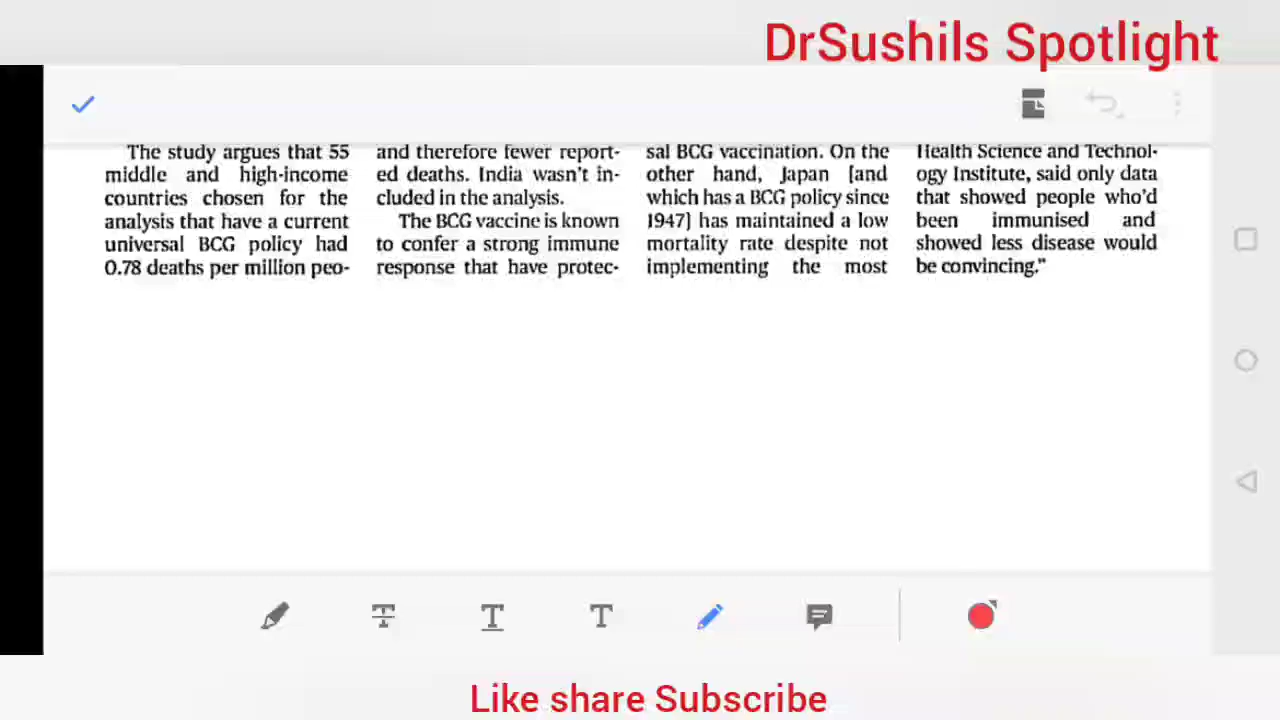 DrSushils Spotlight
The study argues that 55
middle and high-income
countries chosen for the
analysis that have a current
universal BCG policy had
0.78 deaths per million peo-
and therefore fewer report-
ed deaths. India wasn't in-
cluded in the analysis.
The BCG vaccine is known
to confer a strong immune
response that have protec-
sal BCG vaccination. On the
other hand, Japan [and
which has a BCG policy since
1947] has maintained a low
mortality rate despite not
implementing the most
Health Science and Technol-
ogy Institute, said only data
that showed people who'd
been immunised and
showed less disease would
be convincing."
T
T
T
Like share Subscribe